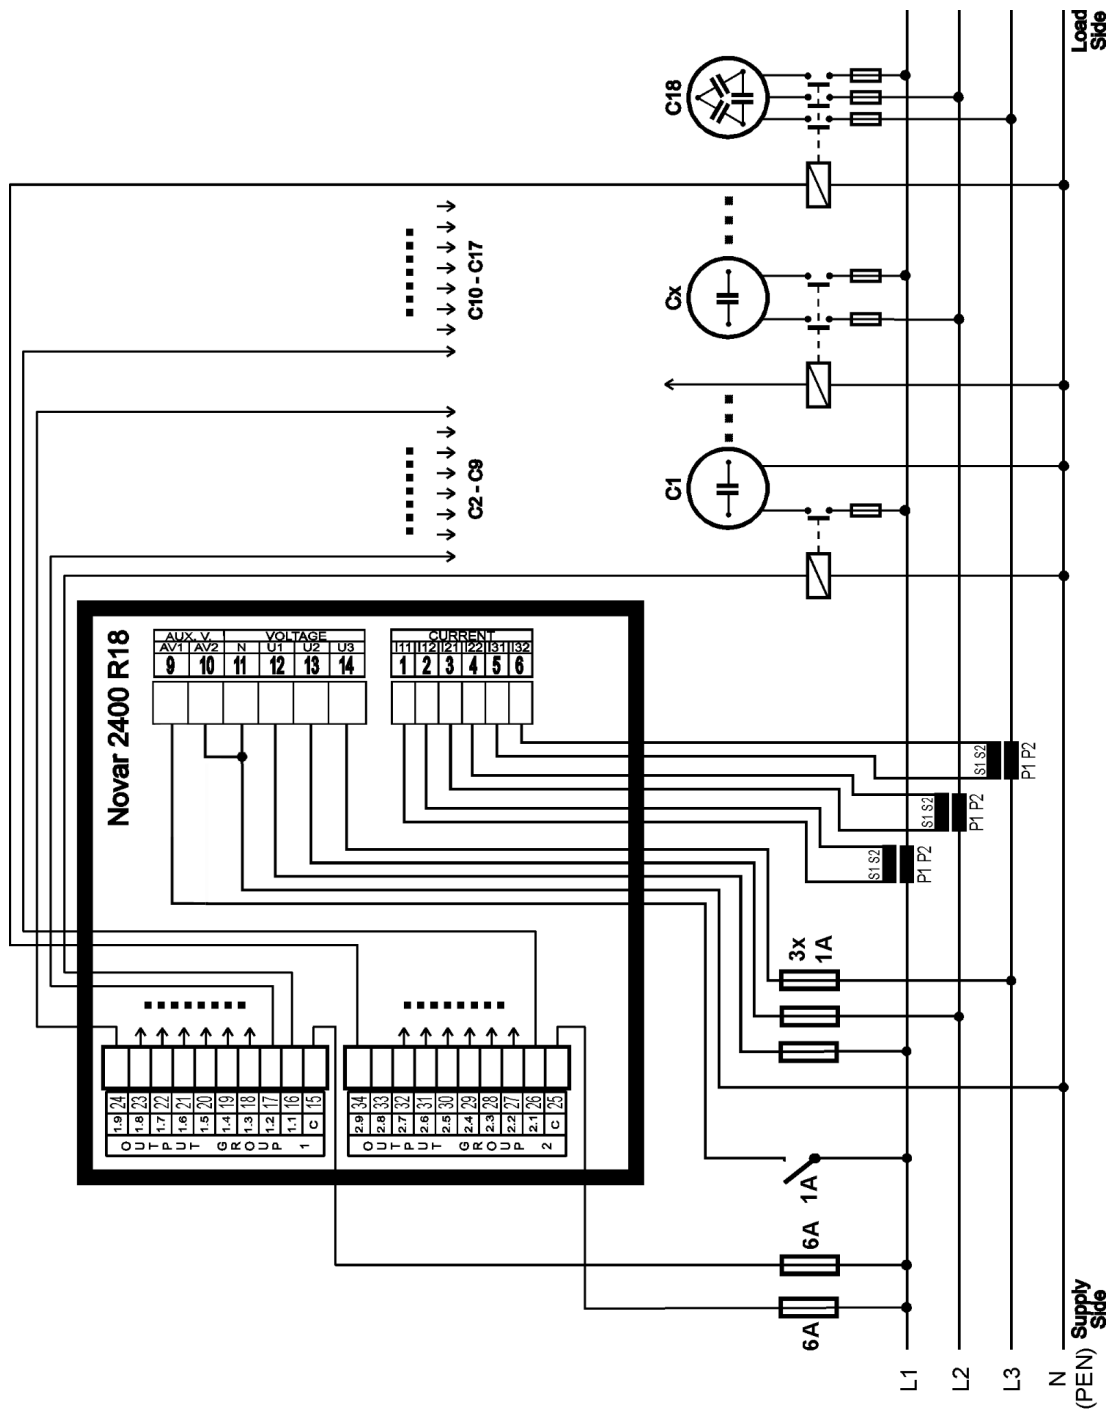 Load
Side
C18
C10 - C17
Cx
C2 - C9
C1
Novar 2400 R18
AUX. V. VOLTAGE
AV1 AV2 N U1 U2 U3
9 10 11 12 13 14
CURRENT
I11 I12 I21 I22 I31 I32
1 2 3 4 5 6
S1 S2
P1 P2
S1 S2
P1 P2
S1 S2
P1 P2
3x
1A
24 23 22 21 20 19 18 17 16 15
1.9 1.8 1.7 1.6 1.5 1.4 1.3 1.2 1.1 C
OUTPUT GROUP 1
34 33 32 31 30 29 28 27 26 25
2.9 2.8 2.7 2.6 2.5 2.4 2.3 2.2 2.1 C
OUTPUT GROUP 2
1A
6A
6A
L1
L2
L3
N
(PEN)
Supply
Side